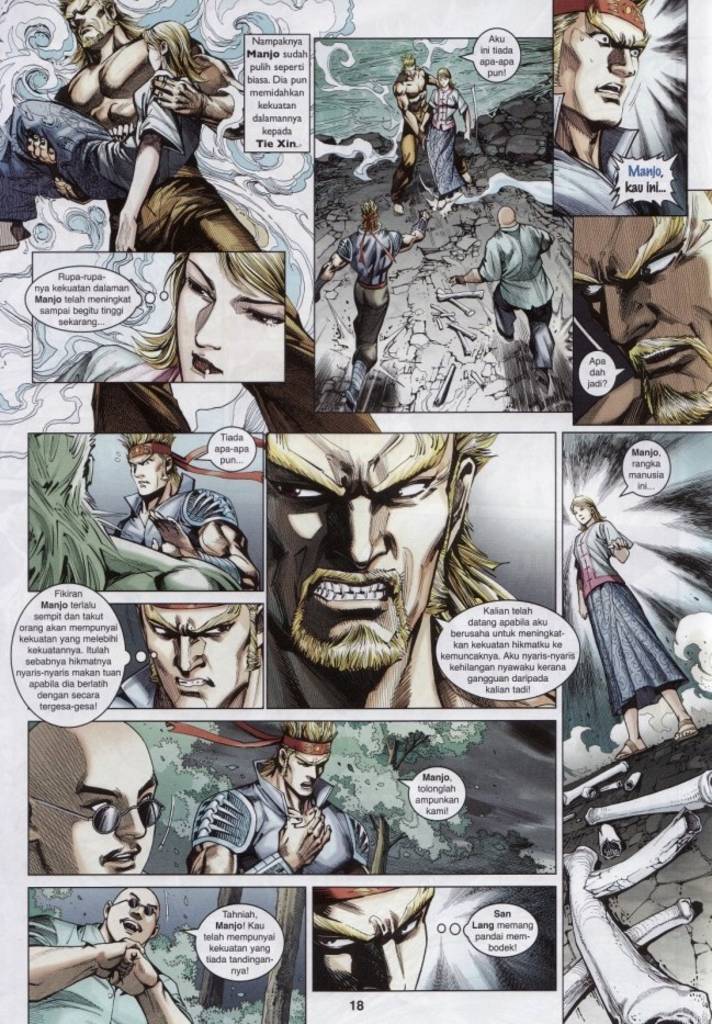 Nampaknya
Manjo sudah
pulih seperti
biasa. Dia pun
memidahkan
kekuatan
dalamannya
kepada
Tie Xin.
Aku
ini tiada
apa-apa
pun!
Manjo,
kau ini...
Rupa-rupa-
nya kekuatan dalaman
Manjo telah meningkat
sampai begitu tinggi
sekarang...
Apa
dah
jadi?
Tiada
apa-apa
pun...
Manjo,
rangka
manusia
ini...
Fikiran
Manjo terlalu
sempit dan takut
orang akan mempunyai
kekuatan yang melebihi
kekuatannya. Itulah
sebabnya hikmatnya
nyaris-nyaris makan tuan
apabila dia berlatih
dengan secara
tergesa-gesa!
Kalian telah
datang apabila aku
berusaha untuk meningkat-
kan kekuatan hikmatku ke
kemuncaknya. Aku nyaris-nyaris
kehilangan nyawaku kerana
gangguan daripada
kalian tadi!
Manjo,
tolonglah
ampunkan
kami!
Tahniah,
Manjo! Kau
telah mempunyai
kekuatan yang
tiada tandingan-
nya!
San
Lang memang
pandai mem-
bodek!
18